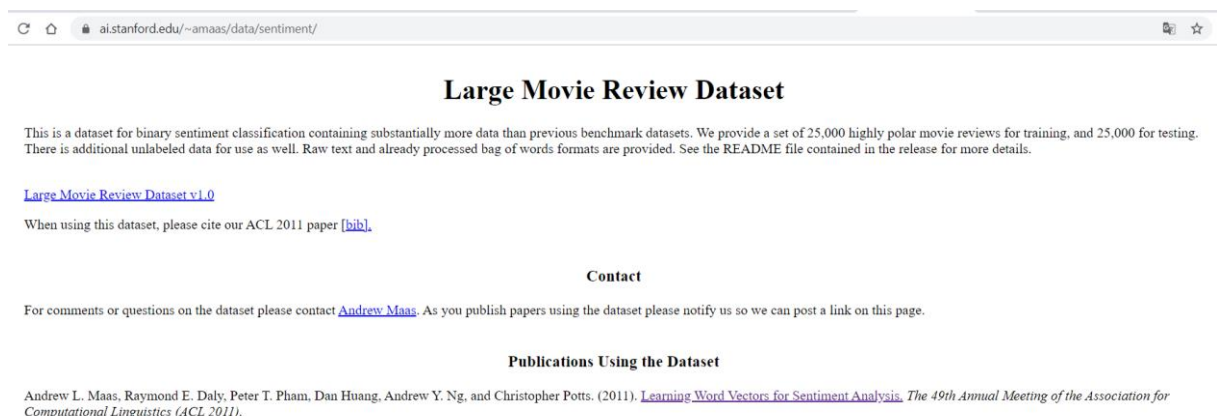 ai.stanford.edu/~amaas/data/sentiment/
Large Movie Review Dataset
This is a dataset for binary sentiment classification containing substantially more data than previous benchmark datasets. We provide a set of 25,000 highly polar movie reviews for training, and 25,000 for testing.
There is additional unlabeled data for use as well. Raw text and already processed bag of words formats are provided. See the README file contained in the release for more details.
Large Movie Review Dataset v1.0
When using this dataset, please cite our ACL 2011 paper [bib].
Contact
For comments or questions on the dataset please contact Andrew Maas. As you publish papers using the dataset please notify us so we can post a link on this page.
Publications Using the Dataset
Andrew L. Maas, Raymond E. Daly, Peter T. Pham, Dan Huang, Andrew Y. Ng, and Christopher Potts. (2011). Learning Word Vectors for Sentiment Analysis. The 49th Annual Meeting of the Association for
Computational Linguistics (ACL 2011).